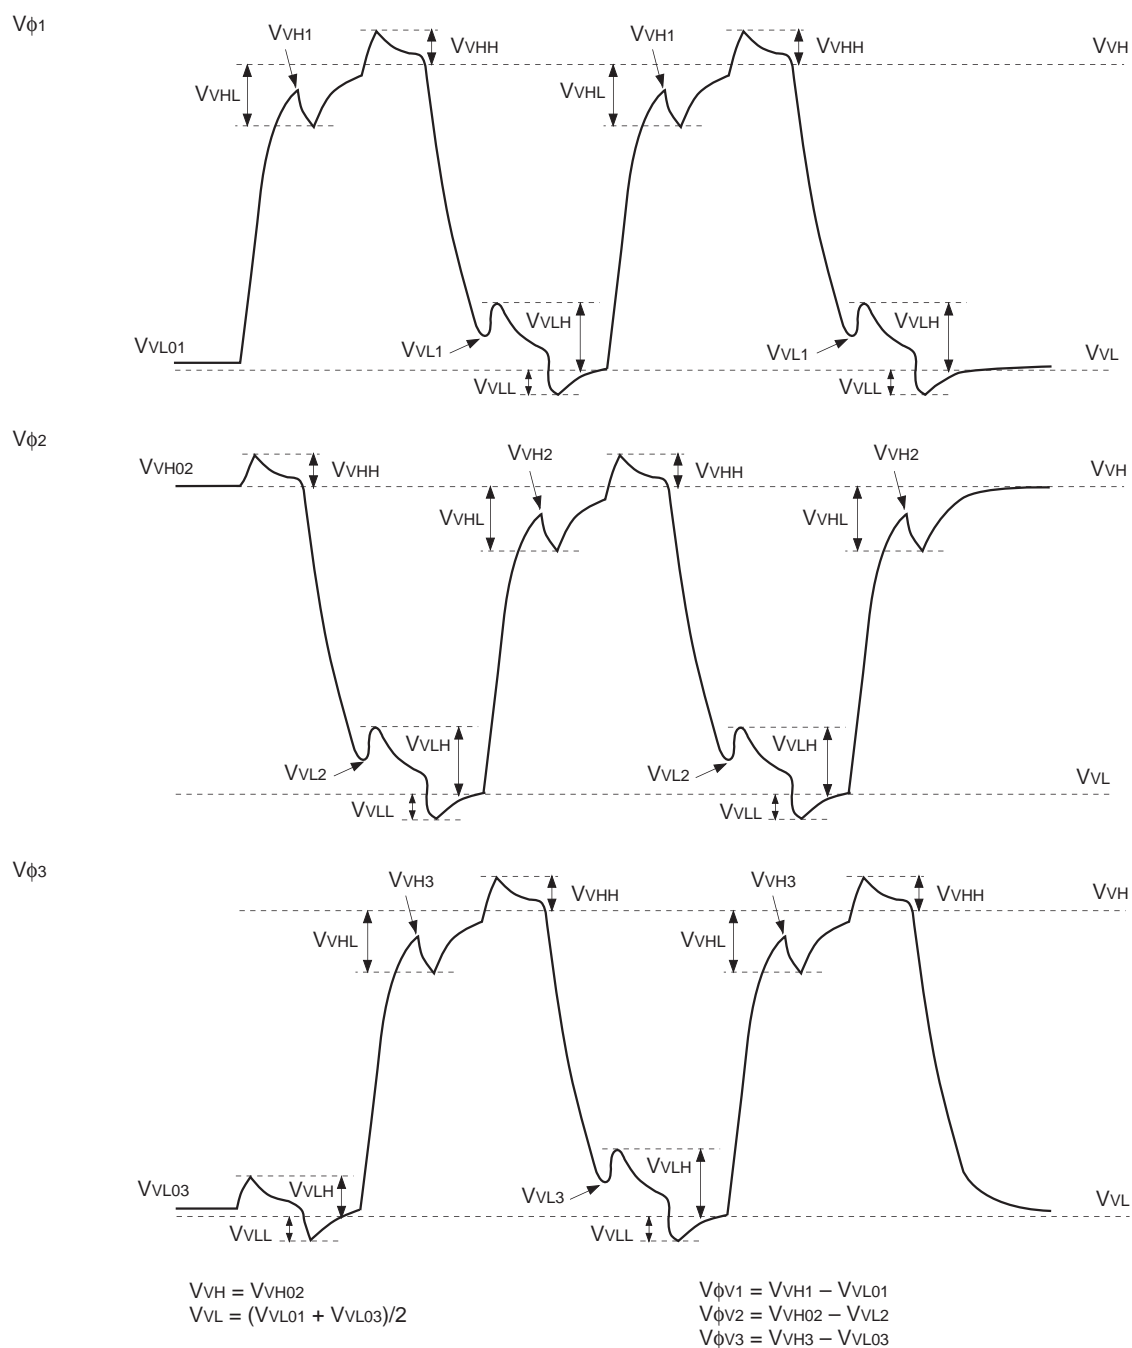 Vϕ1
VVH1
VVHH
VVH1
VVHH
VVH
VVHL
VVHL
VVLH
VVLH
VVL01
VVL1
VVL1
VVL
VVLL
VVLL
Vϕ2
VVH02
VVHH
VVH2
VVHH
VVH2
VVH
VVHL
VVHL
VVLH
VVLH
VVL2
VVL2
VVL
VVLL
VVLL
Vϕ3
VVH3
VVHH
VVH3
VVHH
VVH
VVHL
VVHL
VVL03
VVLH
VVLH
VVL3
VVL
VVLL
VVLL
VVH = VVH02
VVL = (VVL01 + VVL03)/2
VϕV1 = VVH1 – VVL01
VϕV2 = VVH02 – VVL2
VϕV3 = VVH3 – VVL03